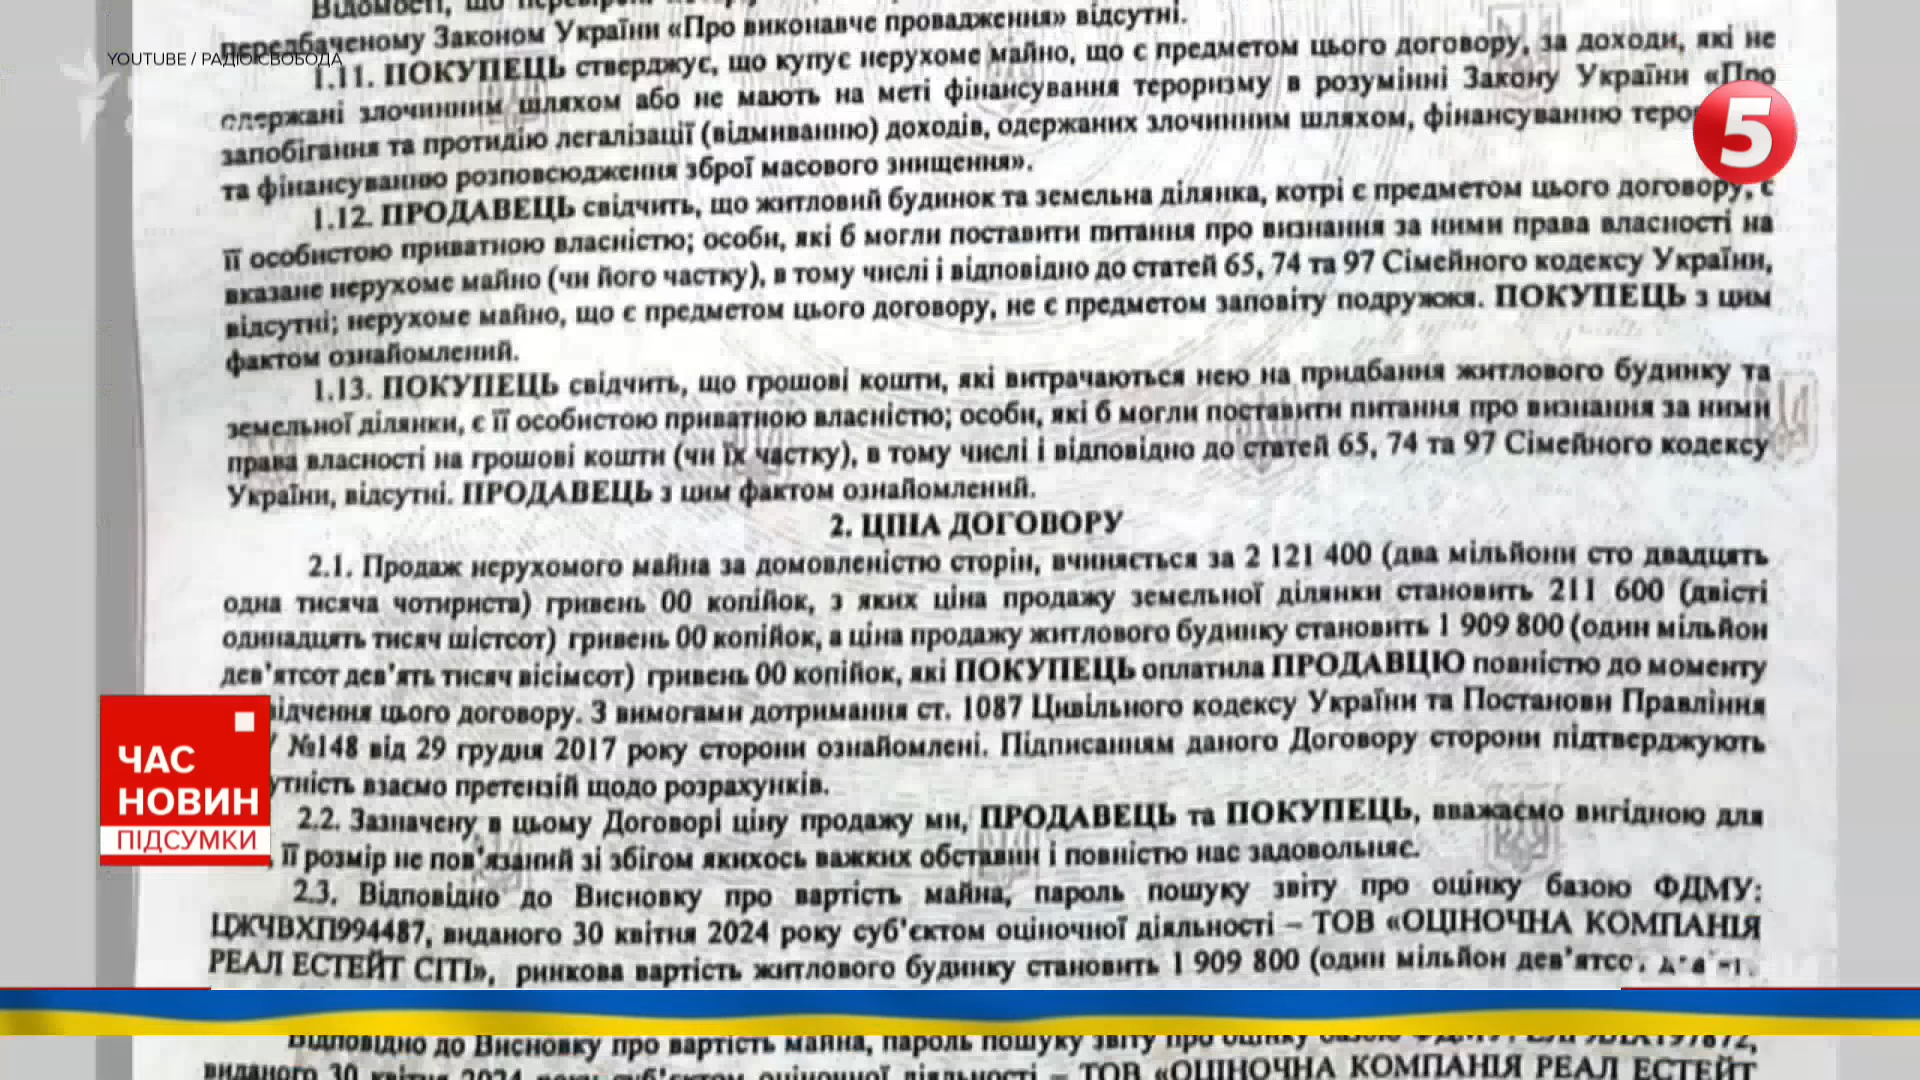 Відомості, що
передбаченому Законом України «Про виконавче провадження» відсутні.
YOUTUBE / РАДІО СВОБОДА
1.11. ПОКУПЕЦЬ стверджує, що купує нерухоме майно, що є предметом цього договору, за доходи, які не
одержані злочинним шляхом або не мають на меті фінансування тероризму в розумінні Закону України «Про
запобігання та протидію легалізації (відмиванню) доходів, одержаних злочинним шляхом, фінансуванню теро
та фінансуванню розповсюдження зброї масового знищення».
5
1.12. ПРОДАВЕЦЬ свідчить, що житловий будинок та земельна ділянка, котрі є предметом цього договору, є
її особистою приватною власністю; особи, які б могли поставити питання про визнання за ними права власності на
вказане нерухоме майно (чи його частку), в тому числі і відповідно до статей 65, 74 та 97 Сімейного кодексу України,
відсутні; нерухоме майно, що є предметом цього договору, не є предметом заповіту подружжя. ПОКУПЕЦЬ з цим
фактом ознайомлений.
1.13. ПОКУПЕЦЬ свідчить, що грошові кошти, які витрачаються нею на придбання житлового будинку та
земельної ділянки, є її особистою приватною власністю; особи, які б могли поставити питання про визнання за ними
права власності на грошові кошти (чи їх частку), в тому числі і відповідно до статей 65, 74 та 97 Сімейного кодексу
України, відсутні. ПРОДАВЕЦЬ з цим фактом ознайомлений.
2. ЦІНА ДОГОВОРУ
2.1. Продаж нерухомого майна за домовленістю сторін, вчиняється за 2 121 400 (два мільйони сто двадцять
одна тисяча чотириста) гривень 00 копійок, з яких ціна продажу земельної ділянки становить 211 600 (двісті
одинадцять тисяч шістсот) гривень 00 копійок, а ціна продажу житлового будинку становить 1 909 800 (один мільйон
дев’ятсот дев’ять тисяч вісімсот) гривень 00 копійок, які ПОКУПЕЦЬ оплатила ПРОДАВЦЮ повністю до моменту
ідчення цього договору. З вимогами дотримання ст. 1087 Цивільного кодексу України та Постанови Правління
№148 від 29 грудня 2017 року сторони ознайомлені. Підписанням даного Договору сторони підтверджують
утність взаємо претензій щодо розрахунків.
2.2. Зазначену в цьому Договорі ціну продажу ми, ПРОДАВЕЦЬ та ПОКУПЕЦЬ, вважаємо вигідною для
, її розмір не пов’язаний зі збігом якихось важких обставин і повністю нас задовольняє.
ЧАС
НОВИН
ПІДСУМКИ
2.3. Відповідно до Висновку про вартість майна, пароль пошуку звіту про оцінку базою ФДМУ:
ЦЖЧВХП994487, виданого 30 квітня 2024 року суб’єктом оціночної діяльності – ТОВ «ОЦІНОЧНА КОМПАНІЯ
РЕАЛ ЕСТЕЙТ СІТІ», ринкова вартість житлового будинку становить 1 909 800 (один мільйон
Відповідно до Висновку про вартість майна, пароль пошуку звіту про оцінку базою
виданого 30 квітня 2024 року суб’єктом оціночної діяльності – ТОВ «ОЦІНОЧНА КОМПАНІЯ РЕАЛ ЕСТЕЙТ